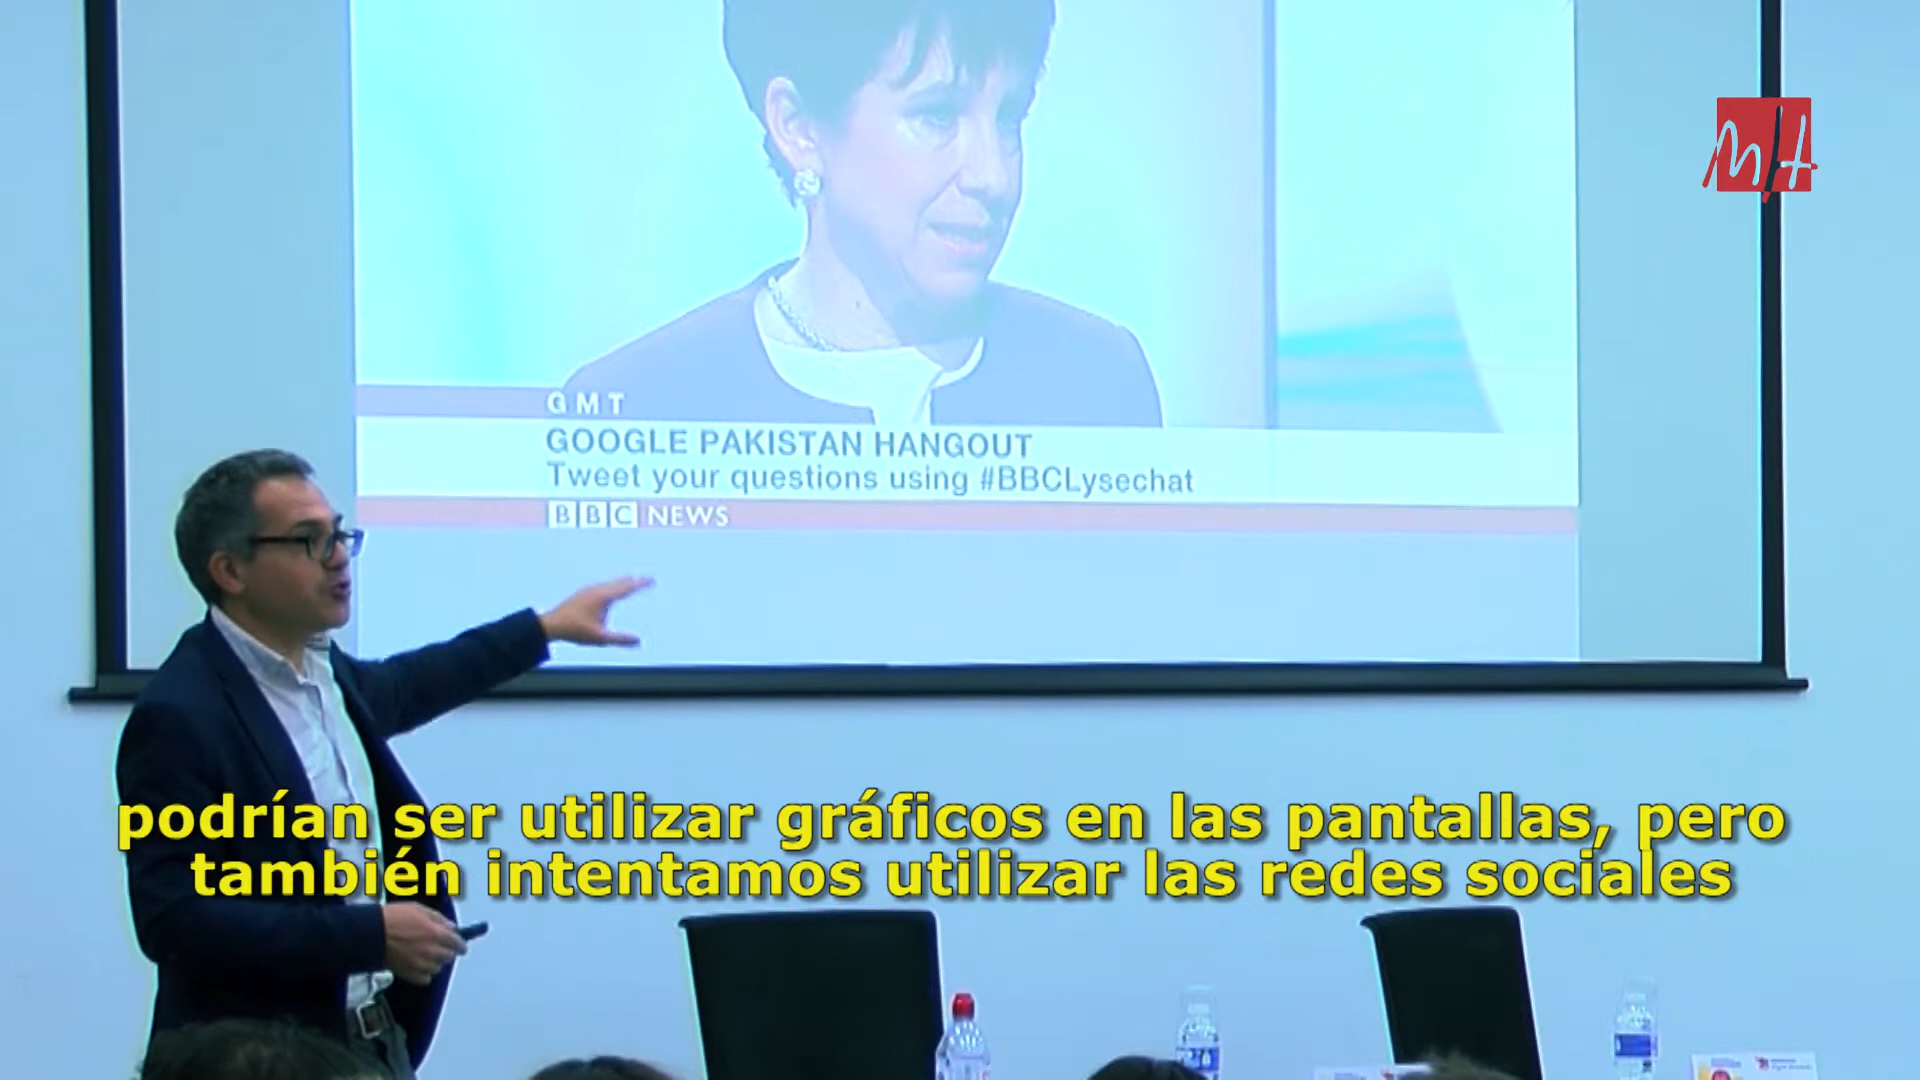 MH
GMT
GOOGLE PAKISTAN HANGOUT
Tweet your questions using #BBCLysechat
BBC NEWS
podrían ser utilizar gráficos en las pantallas, pero
también intentamos utilizar las redes sociales